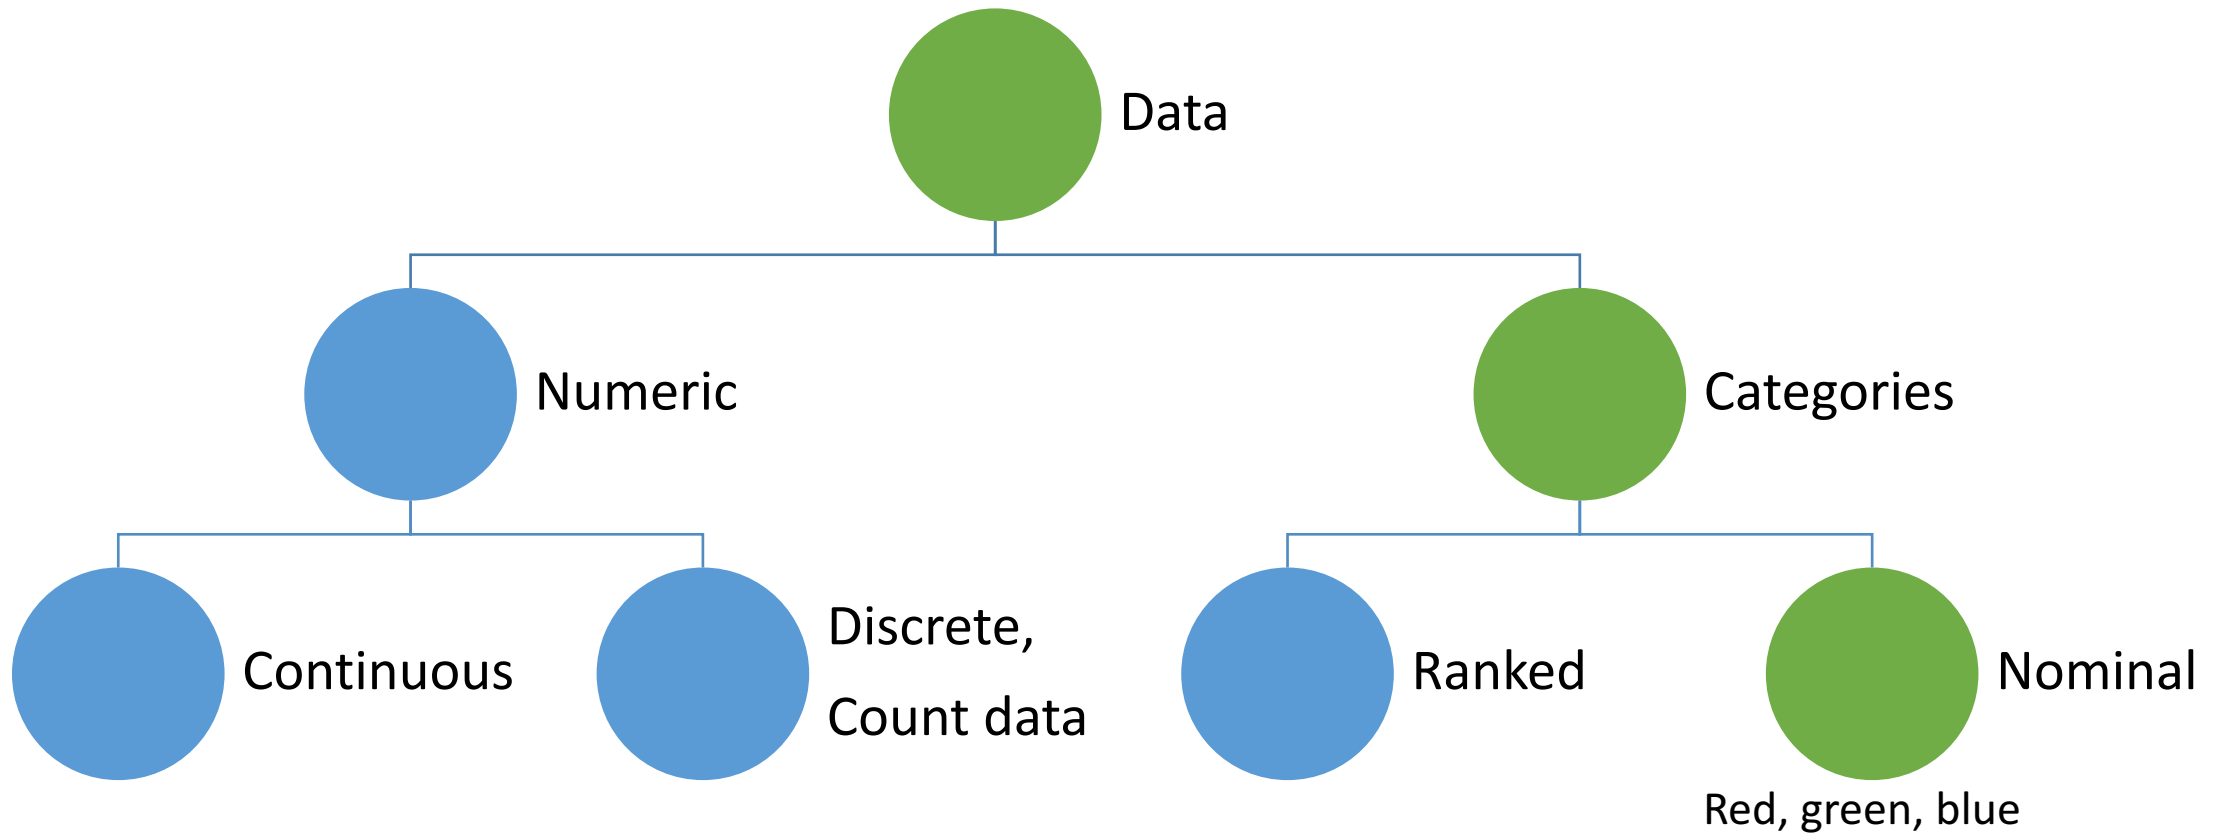 Data
Numeric
Categories
Continuous
Discrete,
Count data
Ranked
Nominal
Red, green, blue